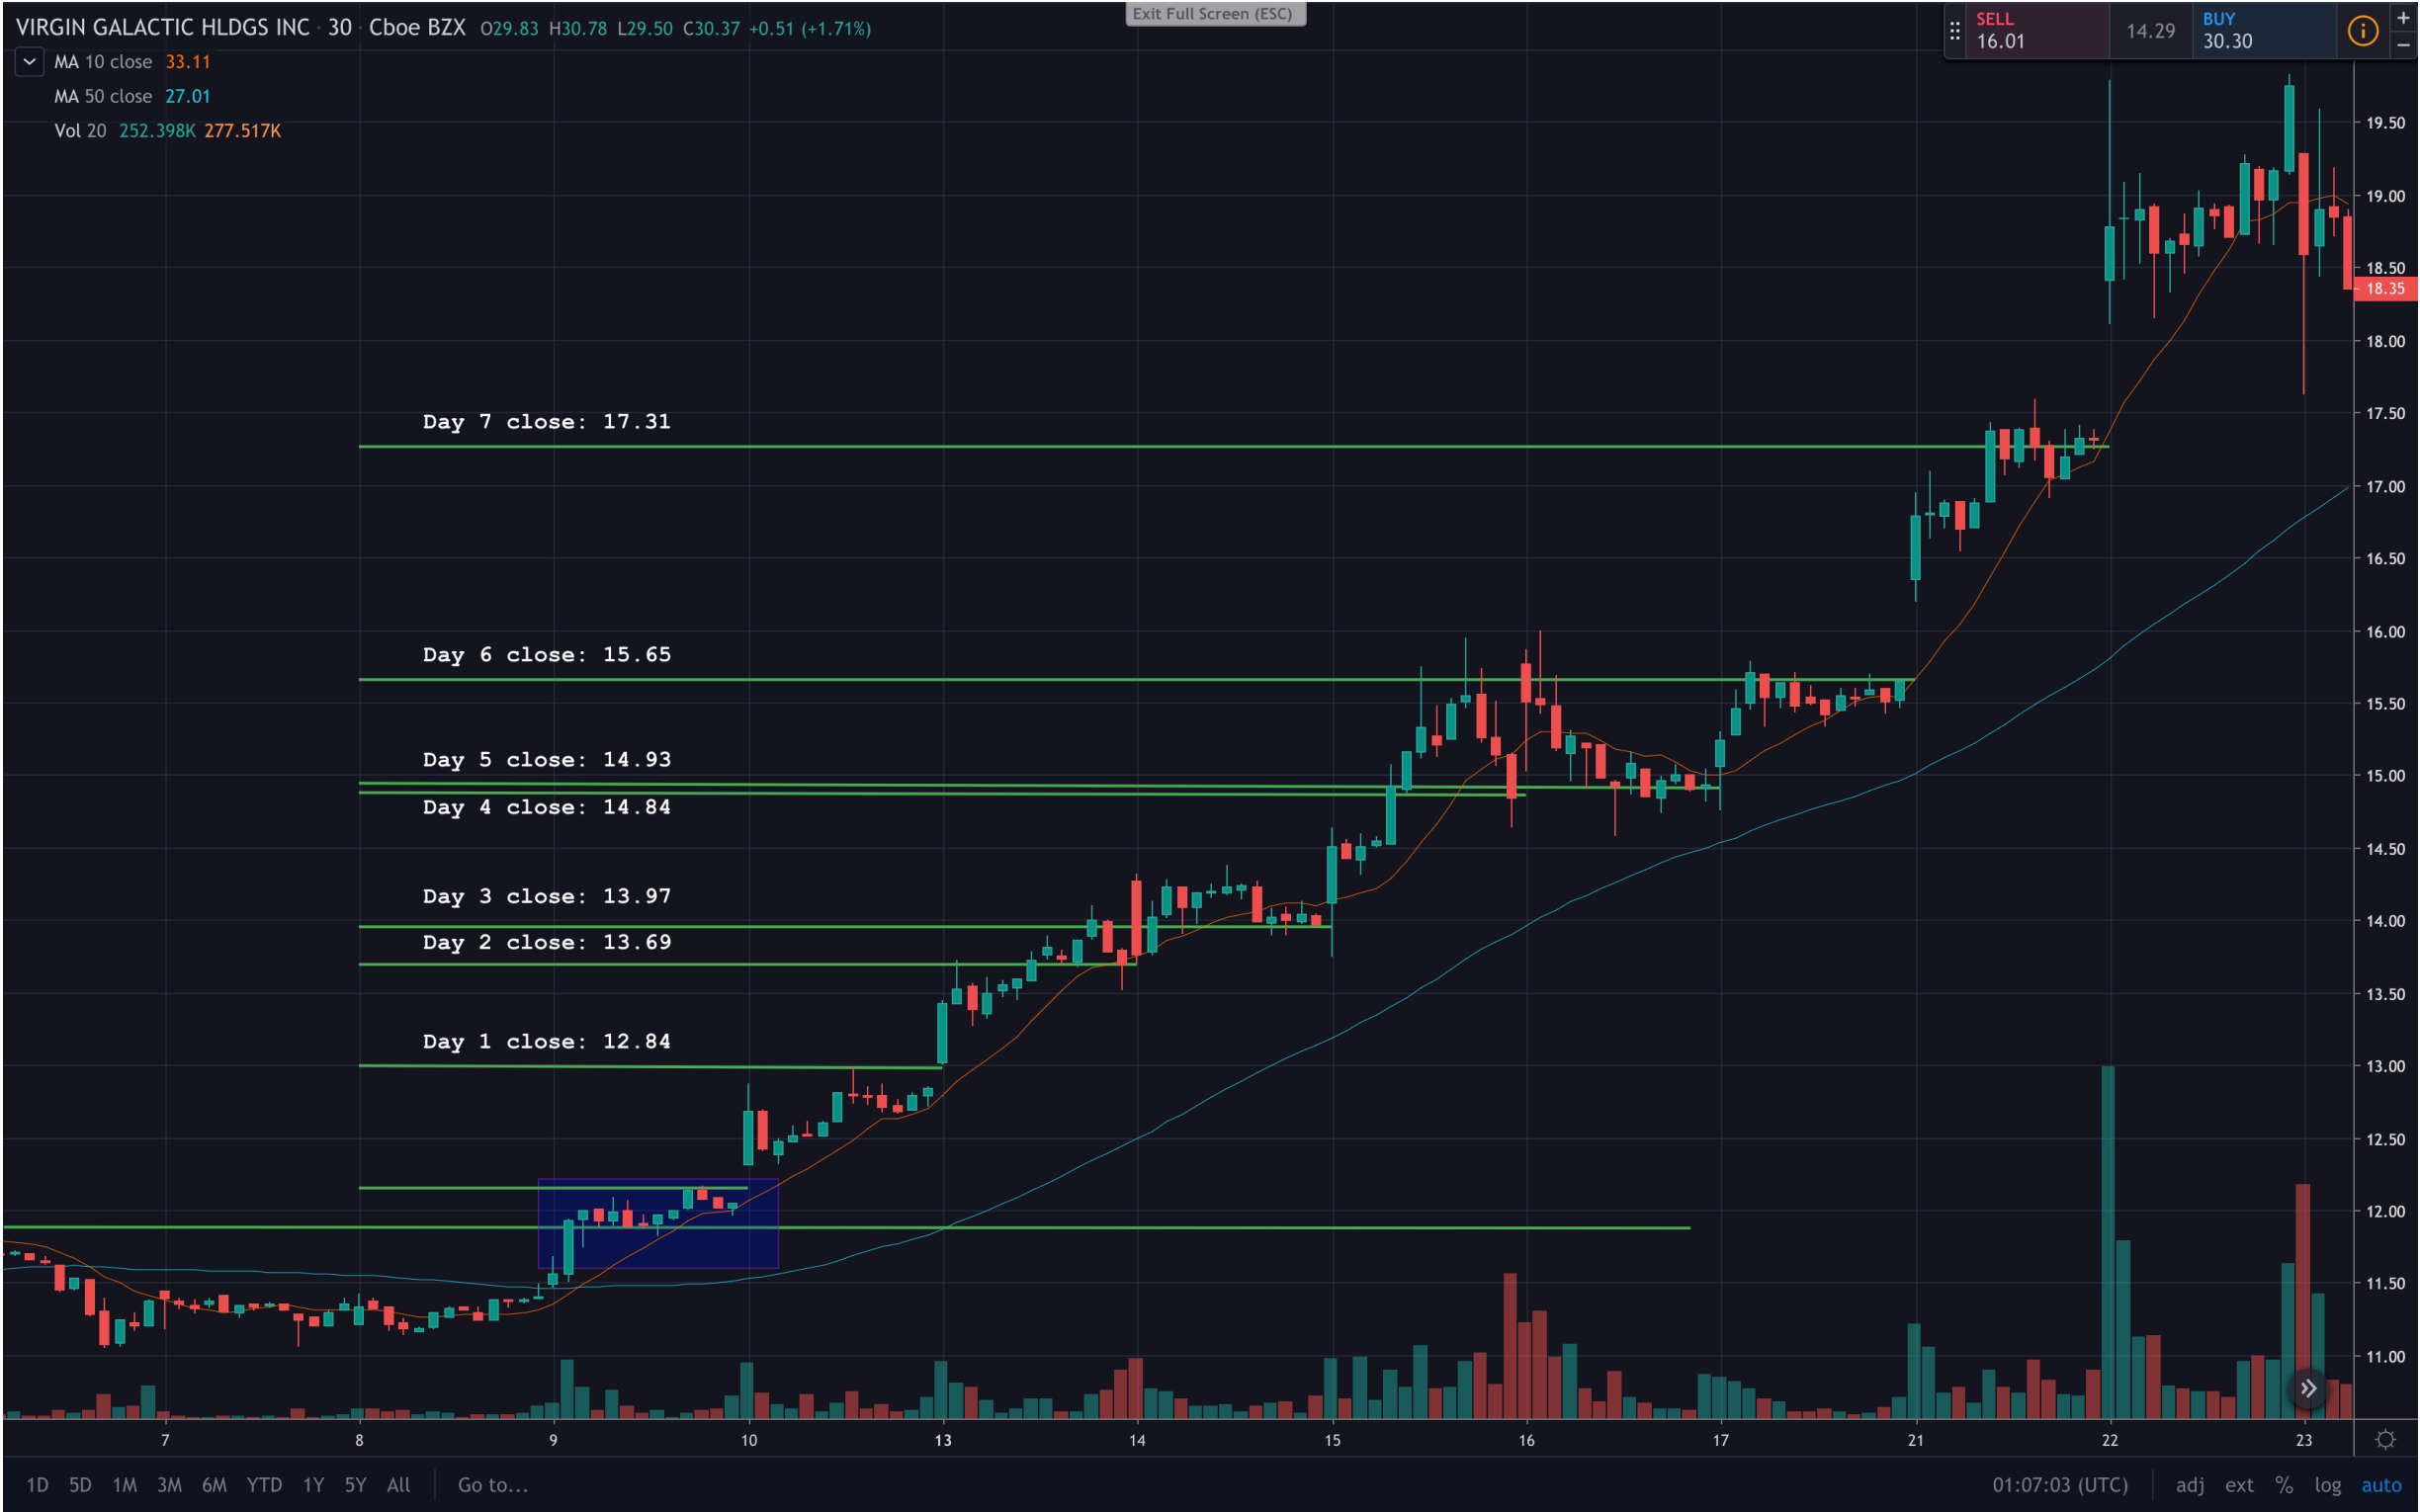 VIRGIN GALACTIC HLDGS INC · 30 · Cboe BZX O29.83 H30.78 L29.50 C30.37 +0.51 (+1.71%)
Exit Full Screen (ESC)
SELL
16.01
14.29
BUY
30.30
+
−
MA 10 close 33.11
MA 50 close 27.01
Vol 20 252.398K 277.517K
19.50
19.00
18.50
18.35
18.00
17.50
17.00
16.50
16.00
15.50
15.00
14.50
14.00
13.50
13.00
12.50
12.00
11.50
11.00
Day 7 close: 17.31
Day 6 close: 15.65
Day 5 close: 14.93
Day 4 close: 14.84
Day 3 close: 13.97
Day 2 close: 13.69
Day 1 close: 12.84
7 8 9 10 13 14 15 16 17 21 22 23
1D 5D 1M 3M 6M YTD 1Y 5Y All Go to... 01:07:03 (UTC) adj ext % log auto